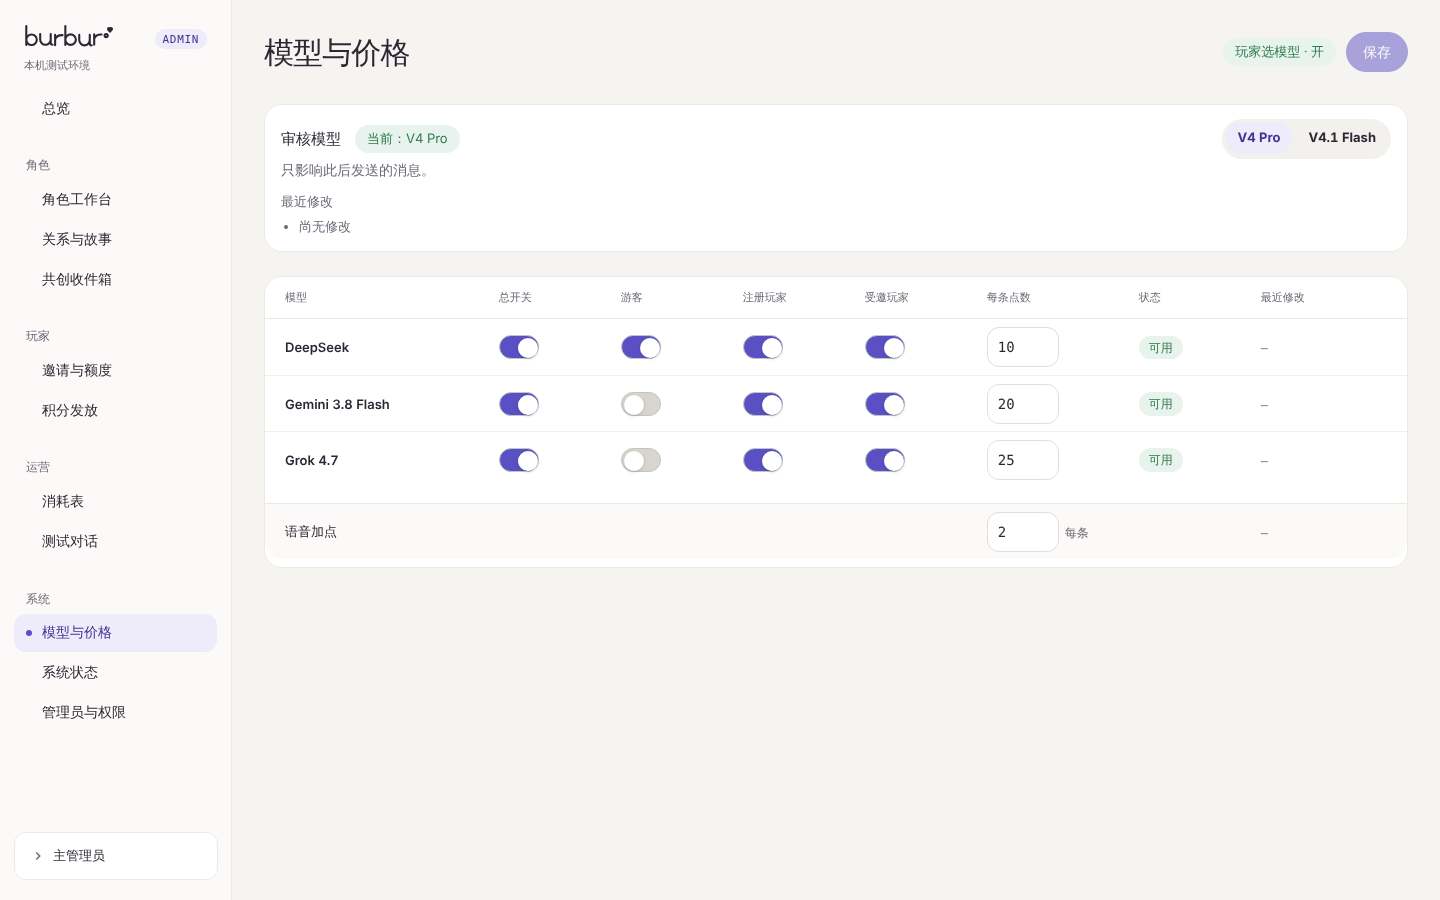 burbur
ADMIN
本机测试环境
总览
角色
角色工作台
关系与故事
共创收件箱
玩家
邀请与额度
积分发放
运营
消耗表
测试对话
系统
模型与价格
系统状态
管理员与权限
主管理员
模型与价格
玩家选模型 · 开
保存
审核模型
当前：V4 Pro
V4 Pro
V4.1 Flash
只影响此后发送的消息。
最近修改
• 尚无修改
模型 总开关 游客 注册玩家 受邀玩家 每条点数 状态 最近修改
DeepSeek 10 可用 –
Gemini 3.8 Flash 20 可用 –
Grok 4.7 25 可用 –
语音加点 2 每条 –